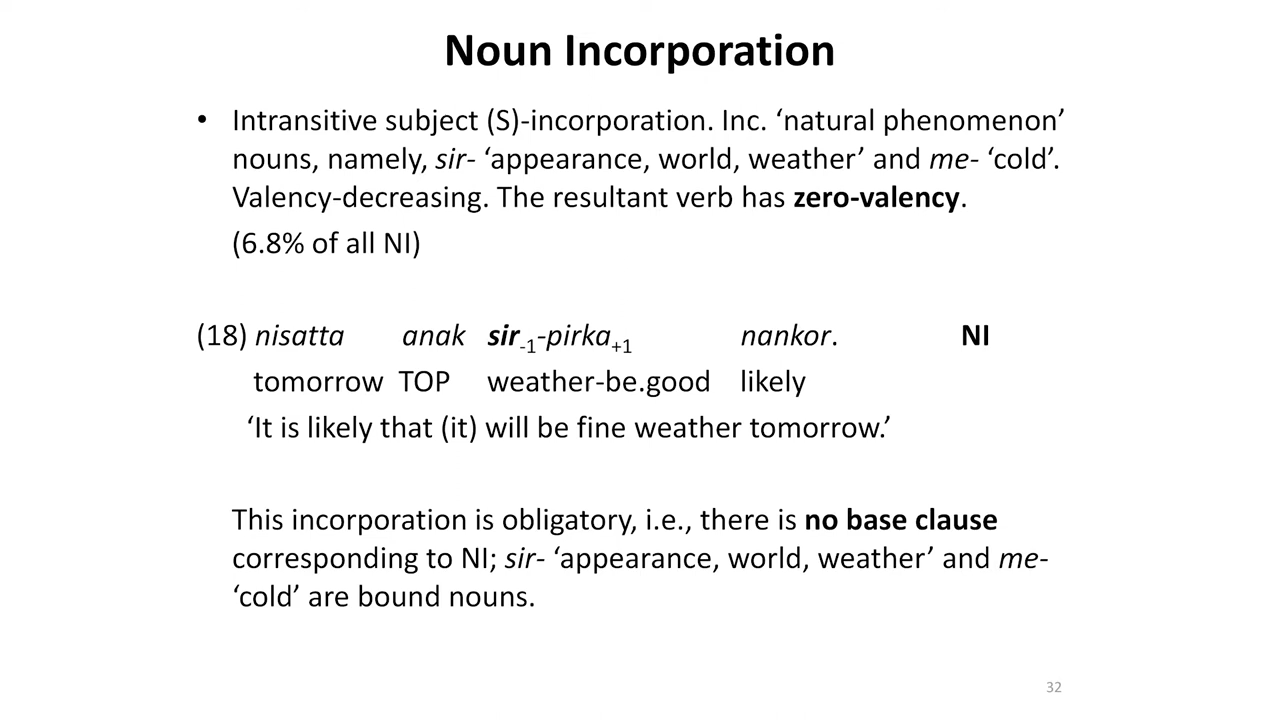 Noun Incorporation
• Intransitive subject (S)-incorporation. Inc. ‘natural phenomenon’
nouns, namely, sir- ‘appearance, world, weather’ and me- ‘cold’.
Valency-decreasing. The resultant verb has zero-valency.
(6.8% of all NI)
(18) nisatta anak sir-1-pirka+1 nankor. NI
tomorrow TOP weather-be.good likely
‘It is likely that (it) will be fine weather tomorrow.’
This incorporation is obligatory, i.e., there is no base clause
corresponding to NI; sir- ‘appearance, world, weather’ and me-
‘cold’ are bound nouns.
32